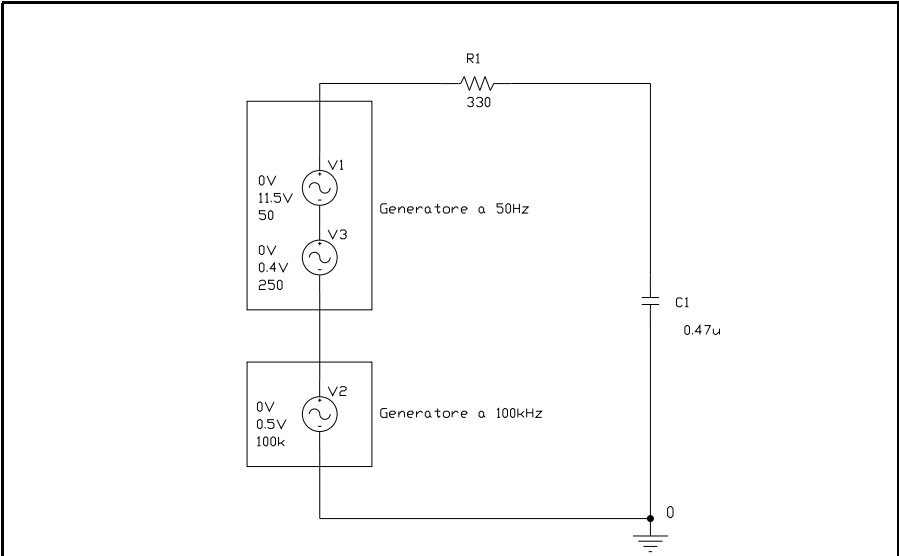 R1
330
V1
0V
11.5V
50
Generatore a 50Hz
V3
0V
0.4V
250
C1
0.47u
V2
0V
0.5V
100k
Generatore a 100kHz
0